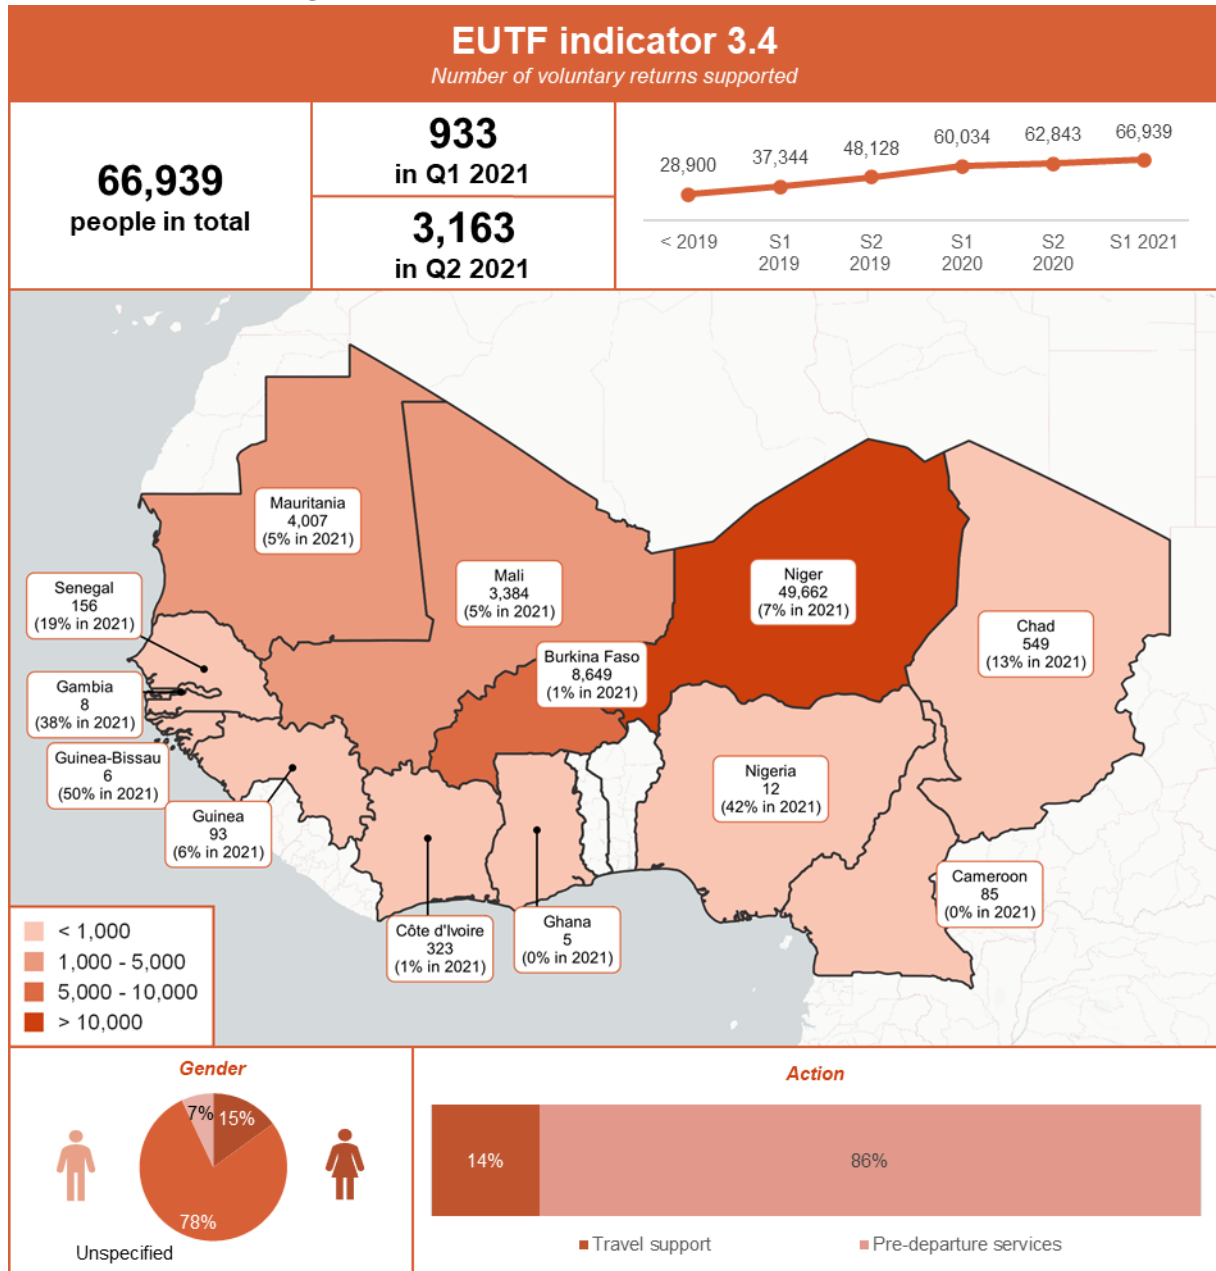 EUTF indicator 3.4
Number of voluntary returns supported
66,939
people in total
933
in Q1 2021
3,163
in Q2 2021
28,900
37,344
48,128
60,034
62,843
66,939
< 2019
S1
2019
S2
2019
S1
2020
S2
2020
S1 2021
Mauritania
4,007
(5% in 2021)
Mali
3,384
(5% in 2021)
Niger
49,662
(7% in 2021)
Chad
549
(13% in 2021)
Senegal
156
(19% in 2021)
Burkina Faso
8,649
(1% in 2021)
Gambia
8
(38% in 2021)
Guinea-Bissau
6
(50% in 2021)
Nigeria
12
(42% in 2021)
Guinea
93
(6% in 2021)
Cameroon
85
(0% in 2021)
Côte d'Ivoire
323
(1% in 2021)
Ghana
5
(0% in 2021)
< 1,000
1,000 - 5,000
5,000 - 10,000
> 10,000
Gender
7%
15%
78%
Unspecified
Action
14%
86%
Travel support
Pre-departure services